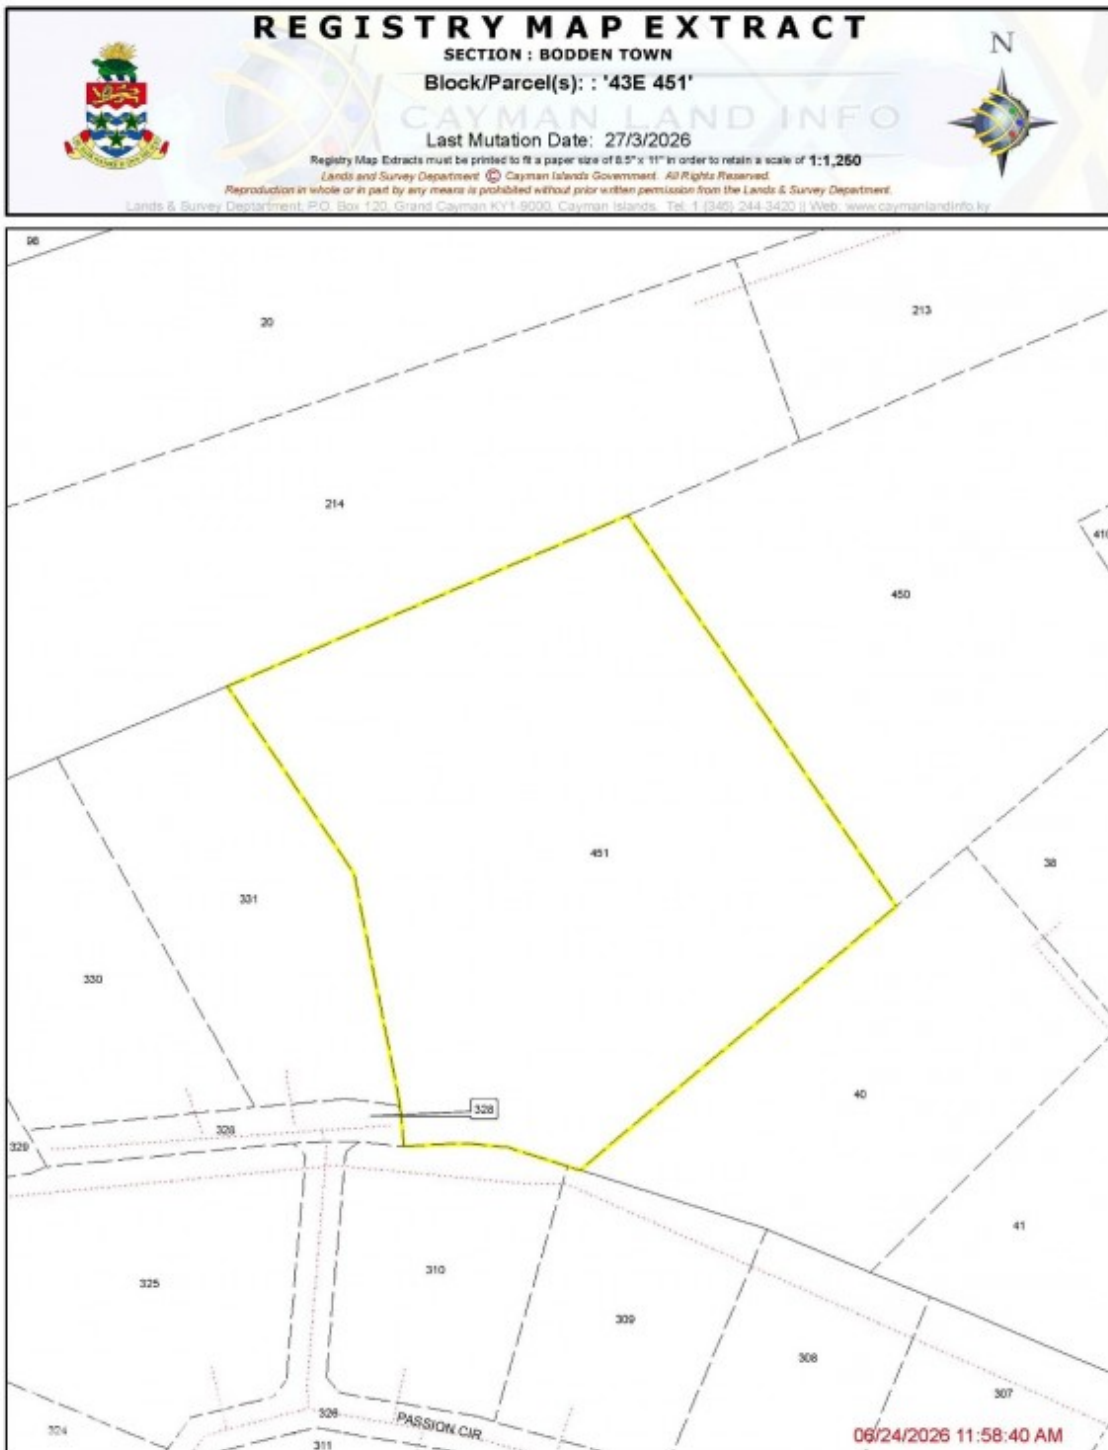 REGISTRY MAP EXTRACT
SECTION : BODDEN TOWN
Block/Parcel(s): : '43E 451'
CAYMAN LAND INFO
Last Mutation Date: 27/3/2026
Registry Map Extracts must be printed to fit a paper size of 8.5" x 11" in order to retain a scale of 1:1,250
Lands and Survey Department © Cayman Islands Government. All Rights Reserved.
Reproduction in whole or in part by any means is prohibited without prior written permission from the Lands & Survey Department.
Lands & Survey Deptartment, P.O. Box 120, Grand Cayman KY1-9000, Cayman Islands. Tel: 1 (345) 244-3420 || Web: www.caymanlandinfo.ky
N
20
213
214
450
451
38
331
330
40
328
328
329
41
310
325
309
308
307
326
324
PASSION CIR
311
06/24/2026 11:58:40 AM